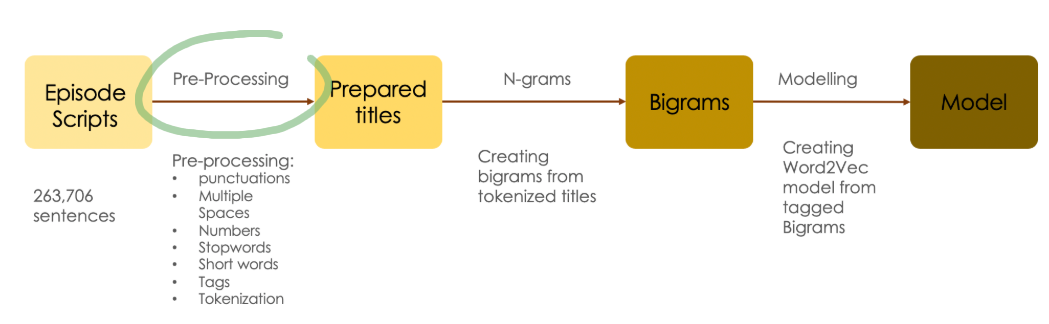 Episode
Scripts
Pre-Processing
Prepared
titles
N-grams
Bigrams
Modelling
Model
263,706
sentences
Pre-processing:
• punctuations
• Multiple
Spaces
• Numbers
• Stopwords
• Short words
• Tags
• Tokenization
Creating
bigrams from
tokenized titles
Creating
Word2Vec
model from
tagged
Bigrams